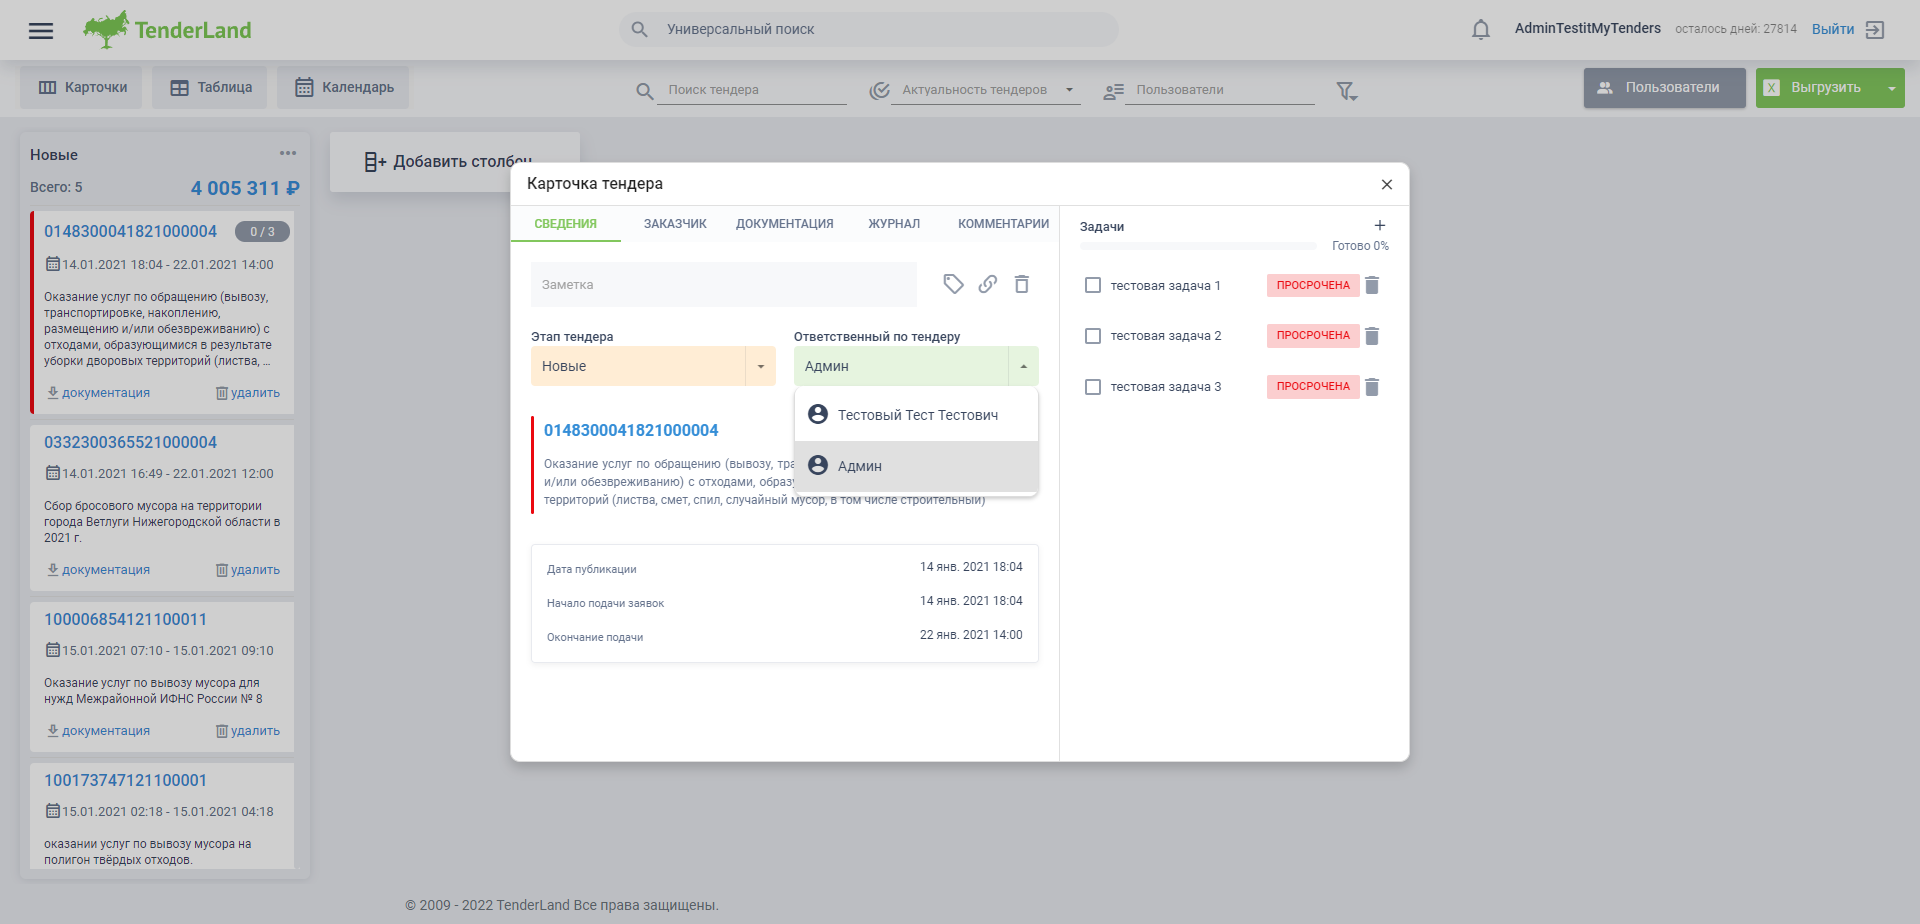 TenderLand
Универсальный поиск
AdminTestitMyTenders
осталось дней: 27814
Выйти
Карточки
Таблица
Календарь
Поиск тендера
Актуальность тендеров
Пользователи
Пользователи
X
Выгрузить
Новые
Всего: 5
4 005 311 ₽
0148300041821000004
0 / 3
14.01.2021 18:04 - 22.01.2021 14:00
Оказание услуг по обращению (вывозу,
транспортировке, накоплению,
размещению и/или обезвреживанию) с
отходами, образующимися в результате
уборки дворовых территорий (листва, ...
документация
удалить
0332300365521000004
14.01.2021 16:49 - 22.01.2021 12:00
Сбор бросового мусора на территории
города Ветлуги Нижегородской области в
2021 г.
документация
удалить
100006854121100011
15.01.2021 07:10 - 15.01.2021 09:10
Оказание услуг по вывозу мусора для
нужд Межрайонной ИФНС России № 8
документация
удалить
100173747121100001
15.01.2021 02:18 - 15.01.2021 04:18
оказании услуг по вывозу мусора на
полигон твёрдых отходов.
Добавить
Карточка тендера
СВЕДЕНИЯ
ЗАКАЗЧИК
ДОКУМЕНТАЦИЯ
ЖУРНАЛ
КОММЕНТАРИИ
Заметка
Этап тендера
Новые
Ответственный по тендеру
Админ
Тестовый Тест Тестович
Админ
0148300041821000004
Оказание услуг по обращению (вывозу,
и/или обезвреживанию) с отходами,
территорий (листва, смет, спил, случайный мусор, в том числе строительный)
Дата публикации
14 янв. 2021 18:04
Начало подачи заявок
14 янв. 2021 18:04
Окончание подачи
22 янв. 2021 14:00
Задачи
Готово 0%
тестовая задача 1
ПРОСРОЧЕНА
тестовая задача 2
ПРОСРОЧЕНА
тестовая задача 3
ПРОСРОЧЕНА
© 2009 - 2022 TenderLand Все права защищены.